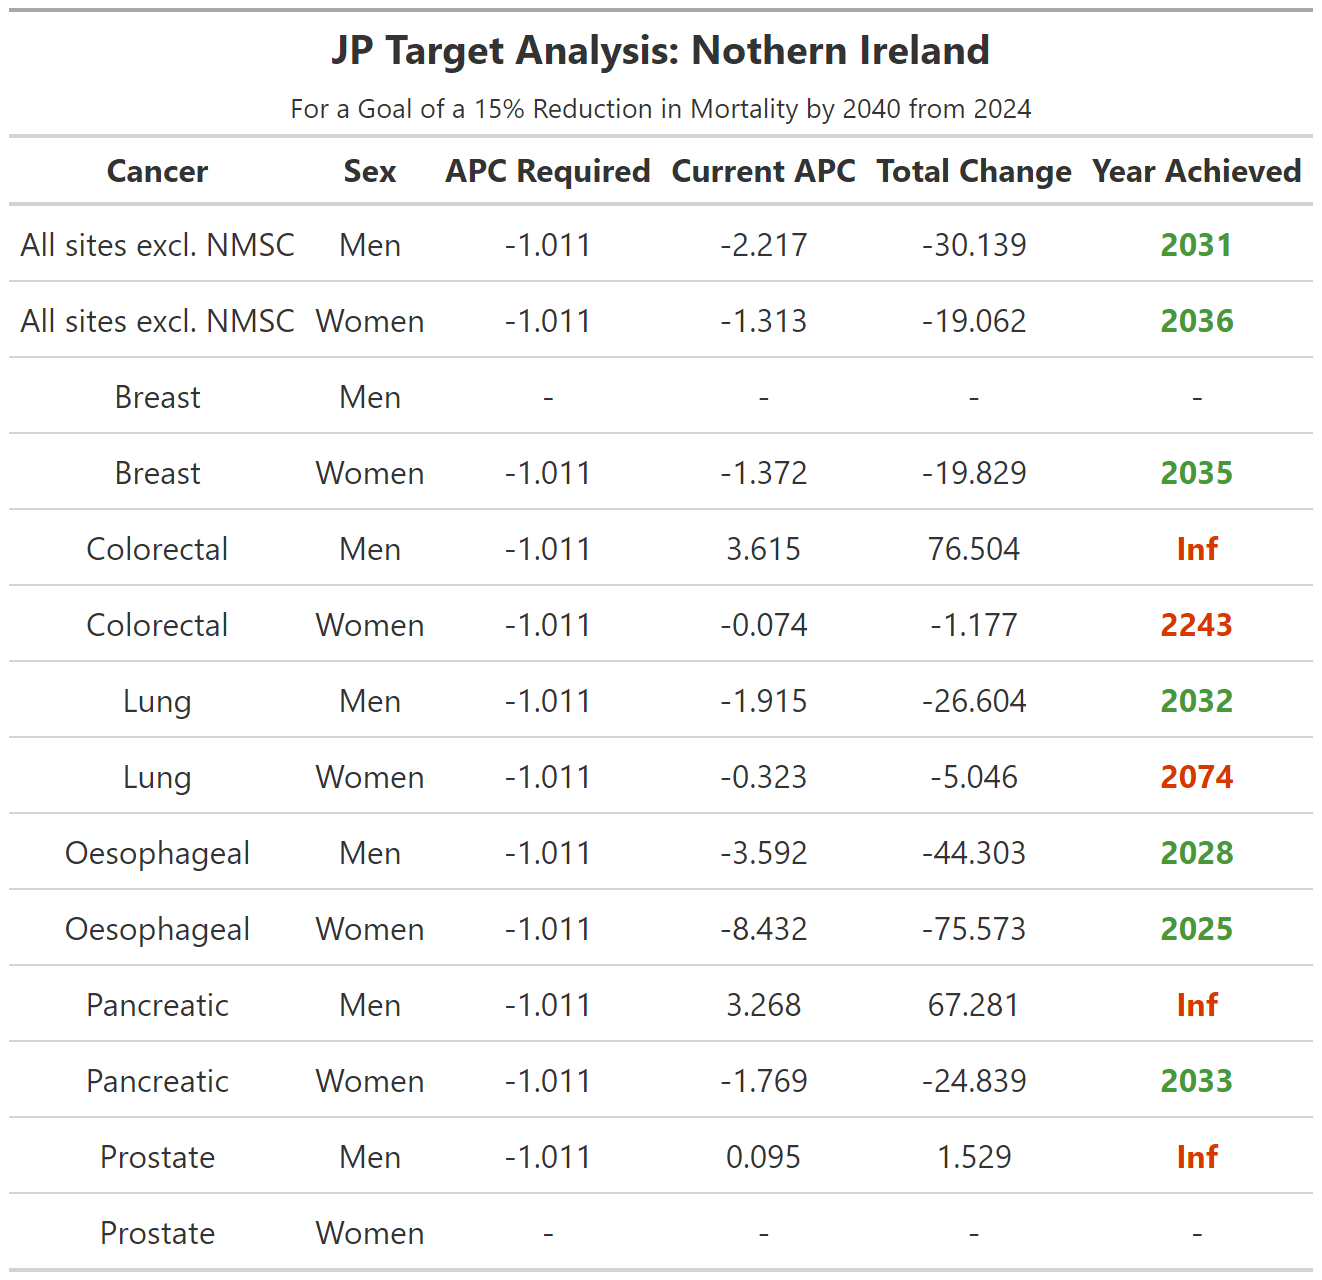 JP Target Analysis: Nothern Ireland
For a Goal of a 15% Reduction in Mortality by 2040 from 2024
Cancer Sex APC Required Current APC Total Change Year Achieved
All sites excl. NMSC Men -1.011 -2.217 -30.139 2031
All sites excl. NMSC Women -1.011 -1.313 -19.062 2036
Breast Men - - - -
Breast Women -1.011 -1.372 -19.829 2035
Colorectal Men -1.011 3.615 76.504 Inf
Colorectal Women -1.011 -0.074 -1.177 2243
Lung Men -1.011 -1.915 -26.604 2032
Lung Women -1.011 -0.323 -5.046 2074
Oesophageal Men -1.011 -3.592 -44.303 2028
Oesophageal Women -1.011 -8.432 -75.573 2025
Pancreatic Men -1.011 3.268 67.281 Inf
Pancreatic Women -1.011 -1.769 -24.839 2033
Prostate Men -1.011 0.095 1.529 Inf
Prostate Women - - - -